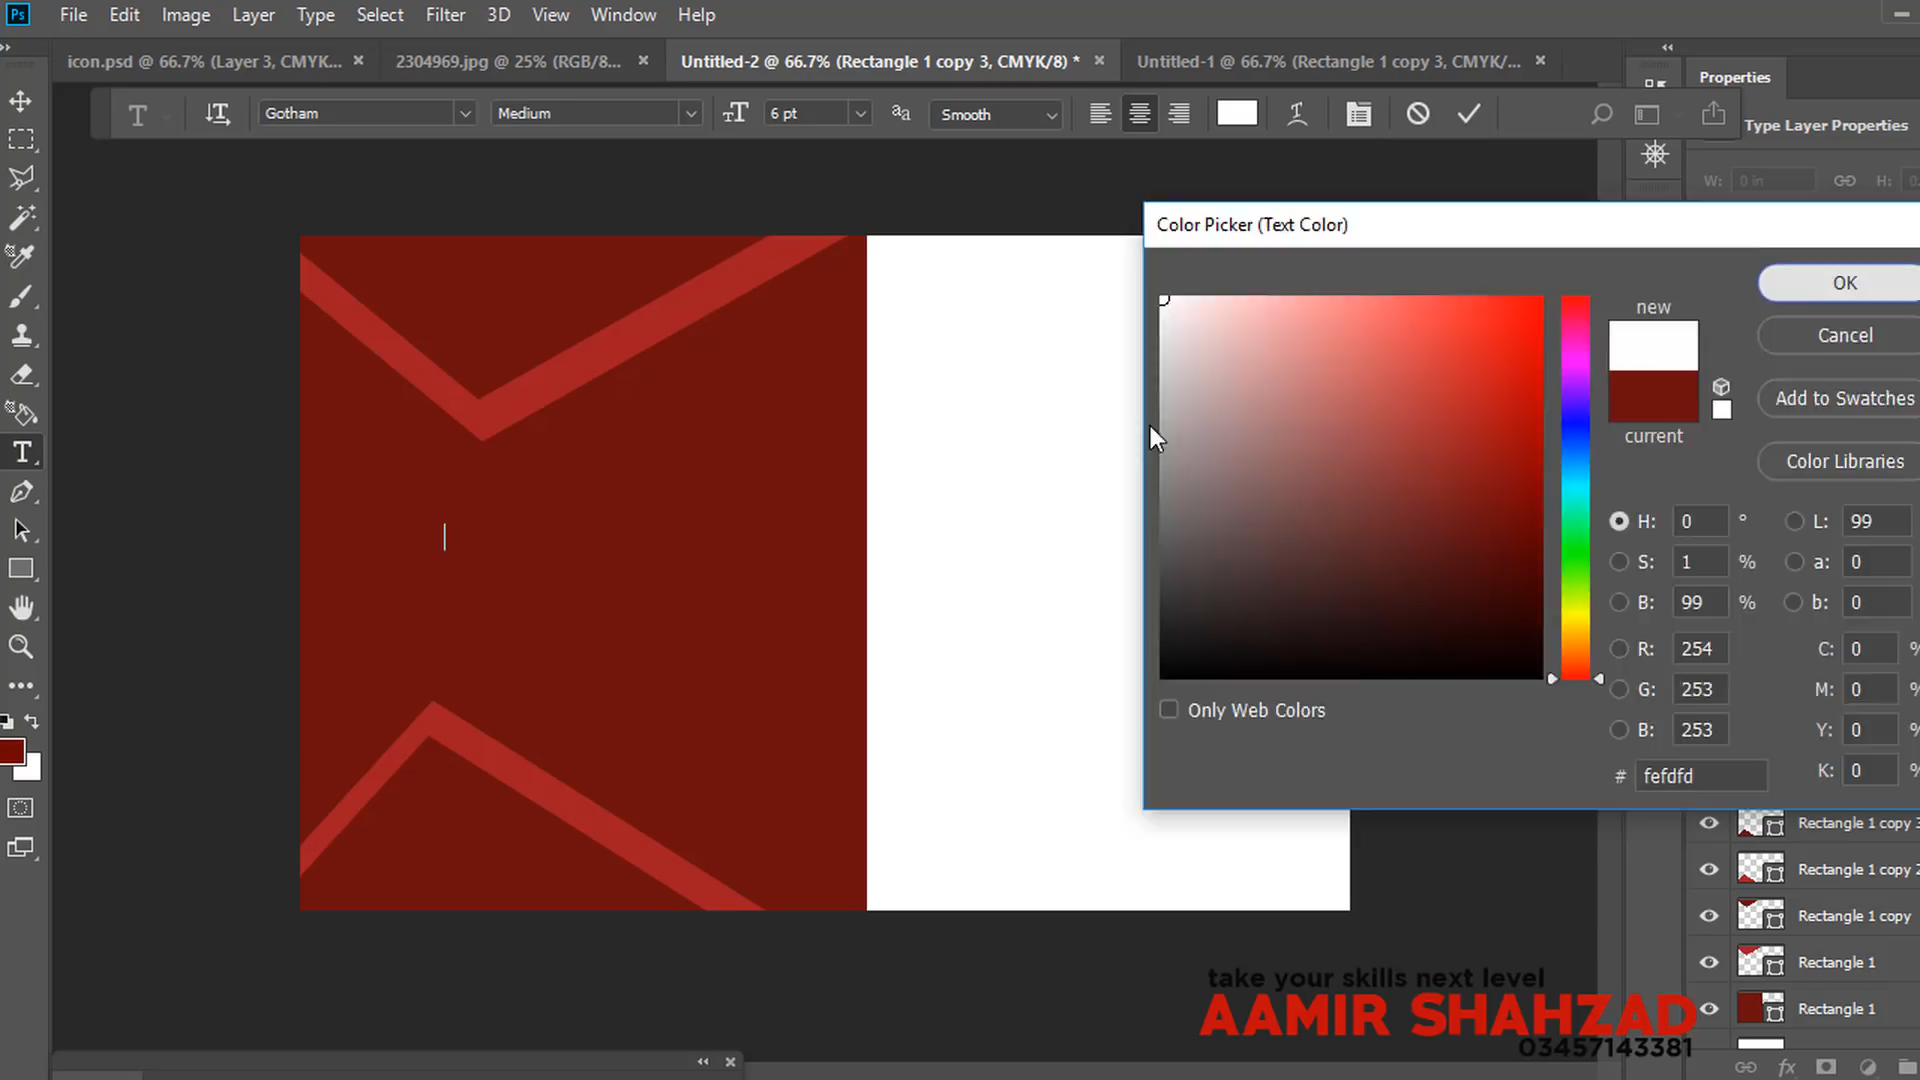 Ps File Edit Image Layer Type Select Filter 3D View Window Help
icon.psd @ 66.7% (Layer 3, CMYK... × 2304969.jpg @ 25% (RGB/8... × Untitled-2 @ 66.7% (Rectangle 1 copy 3, CMYK/8) * × Untitled-1 @ 66.7% (Rectangle 1 copy 3, CMYK/... ×
Properties
Gotham Medium 6 pt Smooth
Type Layer Properties
W: 0 in H:
Color Picker (Text Color)
OK
new
Cancel
Add to Swatches
current
Color Libraries
H: 0 ° L: 99
S: 1 % a: 0
B: 99 % b: 0
R: 254 C: 0 %
G: 253 M: 0 %
B: 253 Y: 0 %
# fefdfd K: 0
Only Web Colors
Rectangle 1 copy 3
Rectangle 1 copy 2
Rectangle 1 copy
Rectangle 1
Rectangle 1
take your skills next level
AAMIR SHAHZAD
03457143381